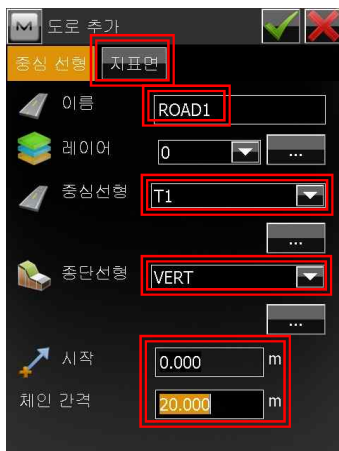 M 도로 추가
중심 선형 지표면
이름 ROAD1
레이어 0 ...
중심선형 T1
...
종단선형 VERT
...
시작 0.000 m
체인 간격 20.000 m